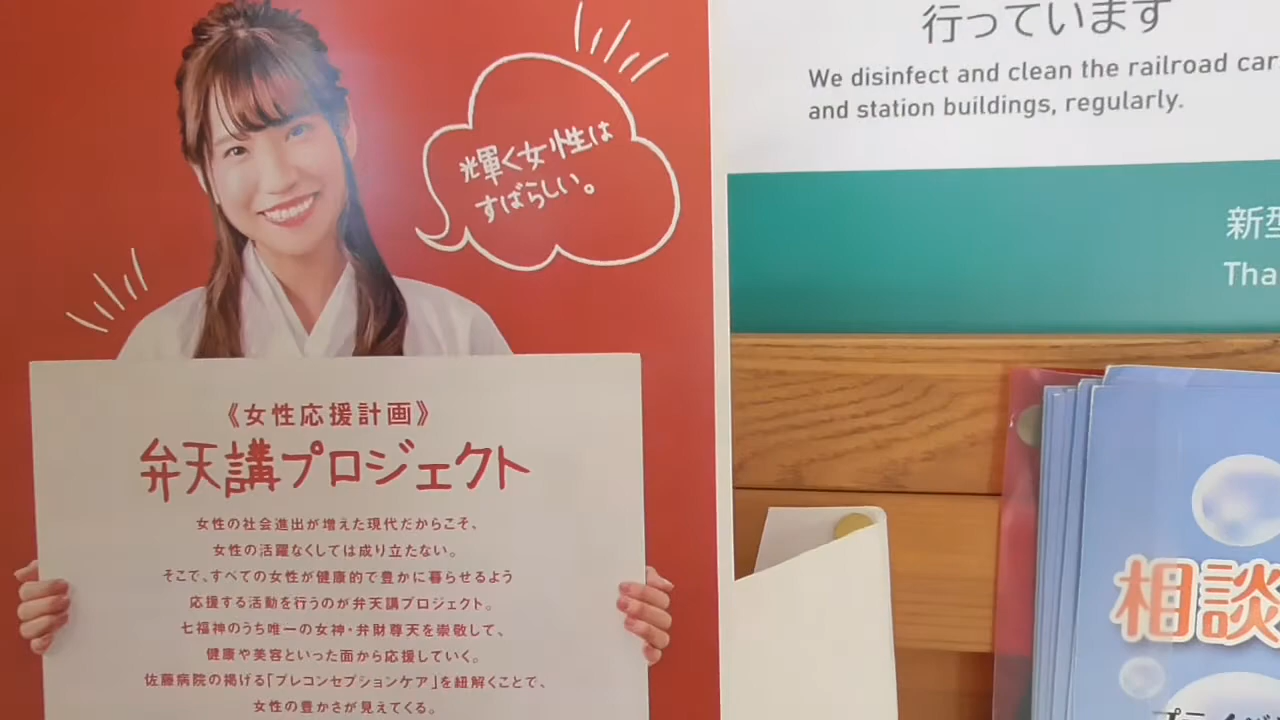 輝く女性は
すばらしい。
《女性応援計画》
弁天講プロジェクト
女性の社会進出が増えた現代だからこそ、
女性の活躍なくしては成り立たない。
そこで、すべての女性が健康的で豊かに暮らせるよう
応援する活動を行うのが弁天講プロジェクト。
七福神のうち唯一の女神・弁財尊天を崇敬して、
健康や美容といった面から応援していく。
佐藤病院の掲げる「プレコンセプションケア」を紐解くことで、
女性の豊かさが見えてくる。
行っています
We disinfect and clean the railroad car
and station buildings, regularly.
新型
Tha
相談